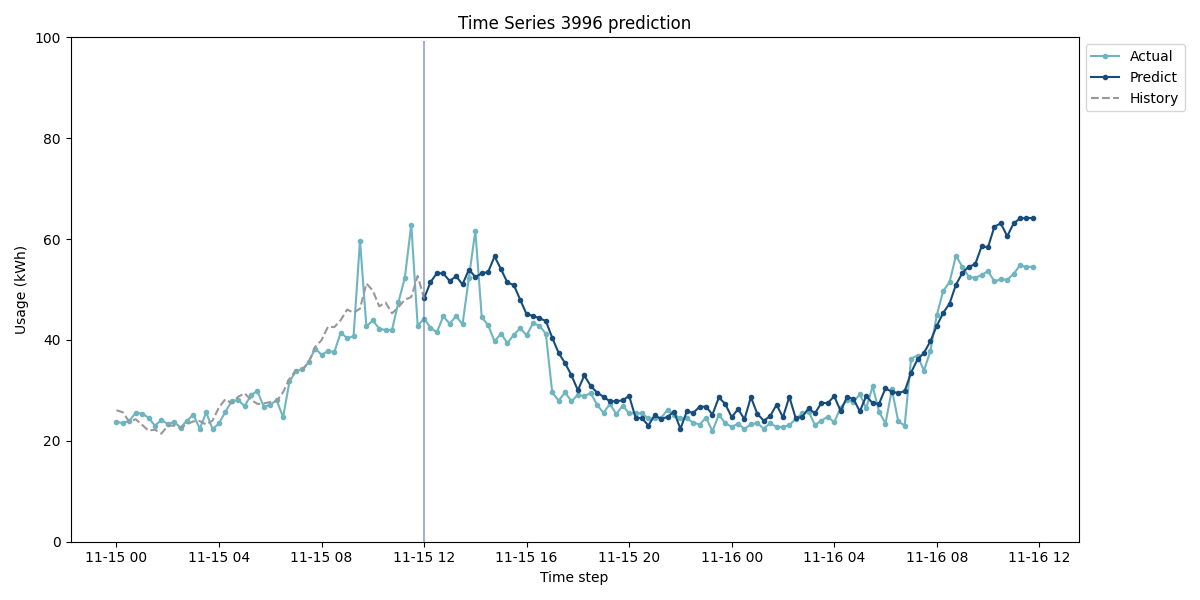 Time Series 3996 prediction
Usage (kWh)
100
80
60
40
20
0
11-15 00
11-15 04
11-15 08
11-15 12
11-15 16
11-15 20
11-16 00
11-16 04
11-16 08
11-16 12
Time step
Actual
Predict
History